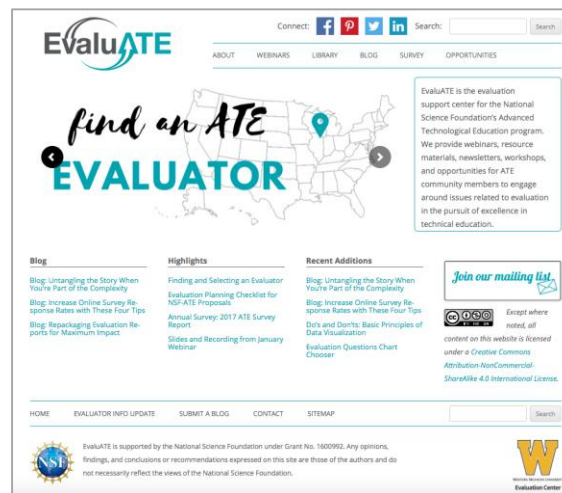 EvaluATE
Connect:
Search:
Search
ABOUT WEBINARS LIBRARY BLOG SURVEY OPPORTUNITIES
find an ATE
EVALUATOR
EvaluATE is the evaluation
support center for the National
Science Foundation's Advanced
Technological Education program.
We provide webinars, resource
materials, newsletters, workshops,
and opportunities for ATE
community members to engage
around issues related to evaluation
in the pursuit of excellence in
technical education.
Blog
Blog: Untangling the Story When
You're Part of the Complexity
Blog: Increase Online Survey Re-
sponse Rates with These Four Tips
Blog: Repackaging Evaluation Re-
ports for Maximum Impact
Highlights
Finding and Selecting an Evaluator
Evaluation Planning Checklist for
NSF-ATE Proposals
Annual Survey: 2017 ATE Survey
Report
Slides and Recording from January
Webinar
Recent Additions
Blog: Untangling the Story When
You're Part of the Complexity
Blog: Increase Online Survey Re-
sponse Rates with These Four Tips
Do's and Don'ts: Basic Principles of
Data Visualization
Evaluation Questions Chart
Chooser
Join our mailing list
cc
BY NC SA
Except where
noted, all
content on this website is licensed
under a Creative Commons
Attribution-NonCommercial-
ShareAlike 4.0 International License.
HOME EVALUATOR INFO UPDATE SUBMIT A BLOG CONTACT SITEMAP
Search
NSF
EvaluATE is supported by the National Science Foundation under Grant No. 1600992. Any opinions,
findings, and conclusions or recommendations expressed on this site are those of the authors and do
not necessarily reflect the views of the National Science Foundation.
W
WESTERN MICHIGAN UNIVERSITY
Evaluation Center